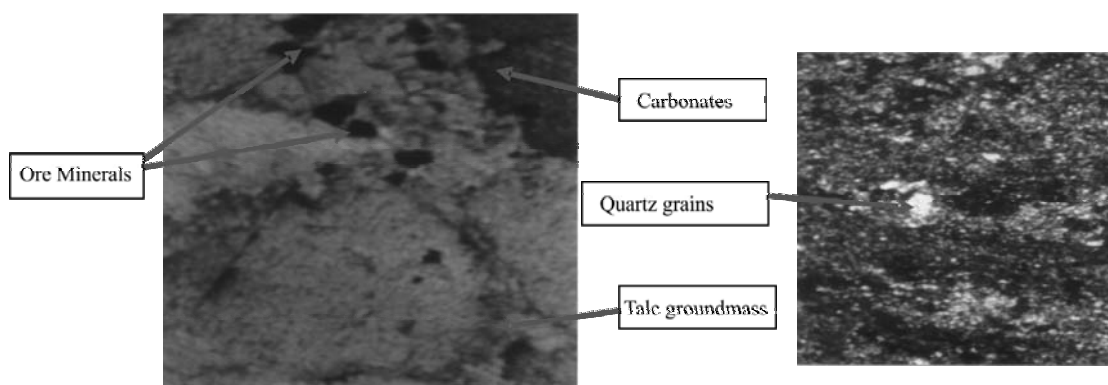 Carbonates
Ore Minerals
Quartz grains
Talc groundmass